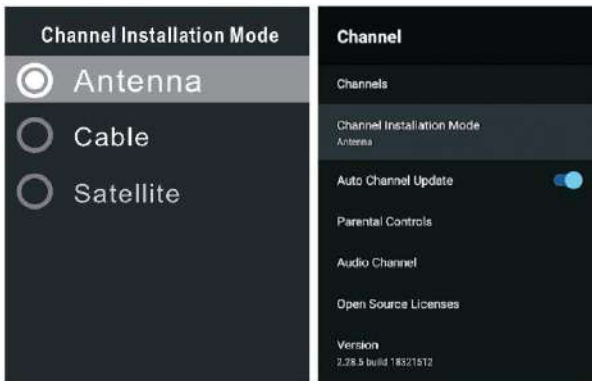 Channel Installation Mode
Antenna
Cable
Satellite
Channel
Channels
Channel Installation Mode
Antenna
Auto Channel Update
Parental Controls
Audio Channel
Open Source Licenses
Version
2.28.5 build 18321512